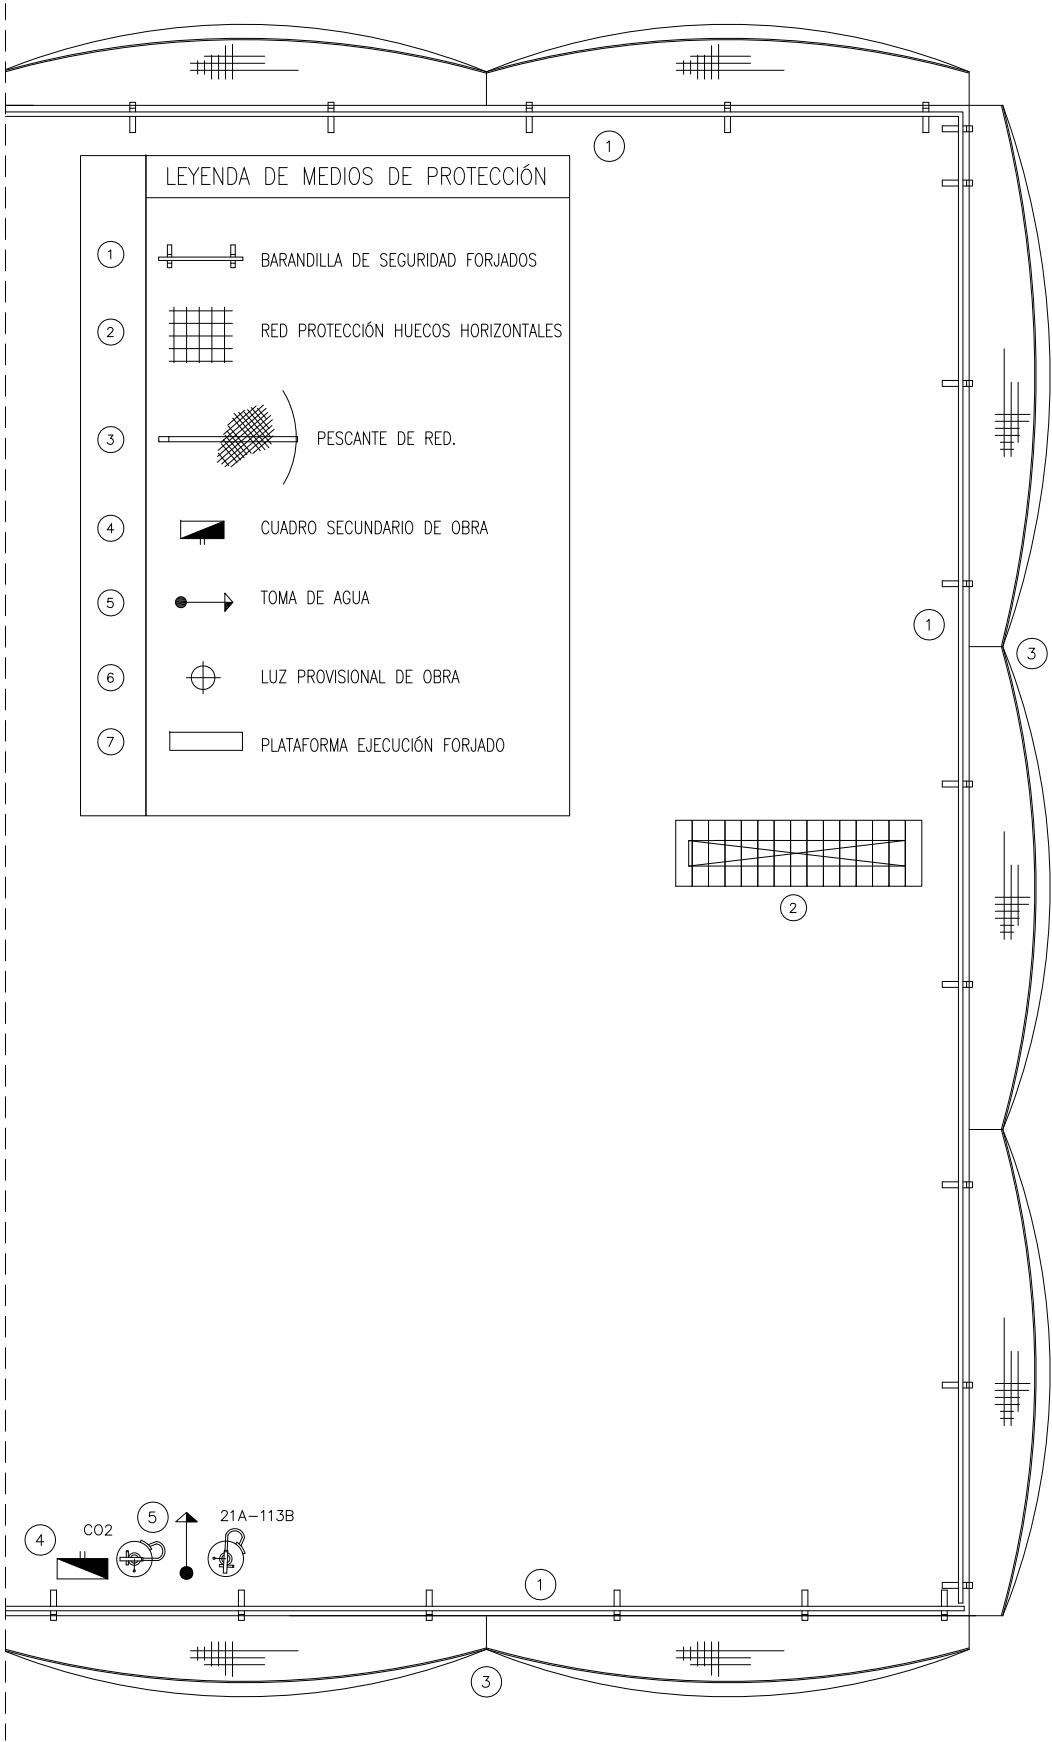 1
LEYENDA DE MEDIOS DE PROTECCIÓN
1 BARANDILLA DE SEGURIDAD FORJADOS
2 RED PROTECCIÓN HUECOS HORIZONTALES
3 PESCANTE DE RED.
4 CUADRO SECUNDARIO DE OBRA
5 TOMA DE AGUA
6 LUZ PROVISIONAL DE OBRA
7 PLATAFORMA EJECUCIÓN FORJADO
1
3
2
4
CO2
5
21A-113B
1
3